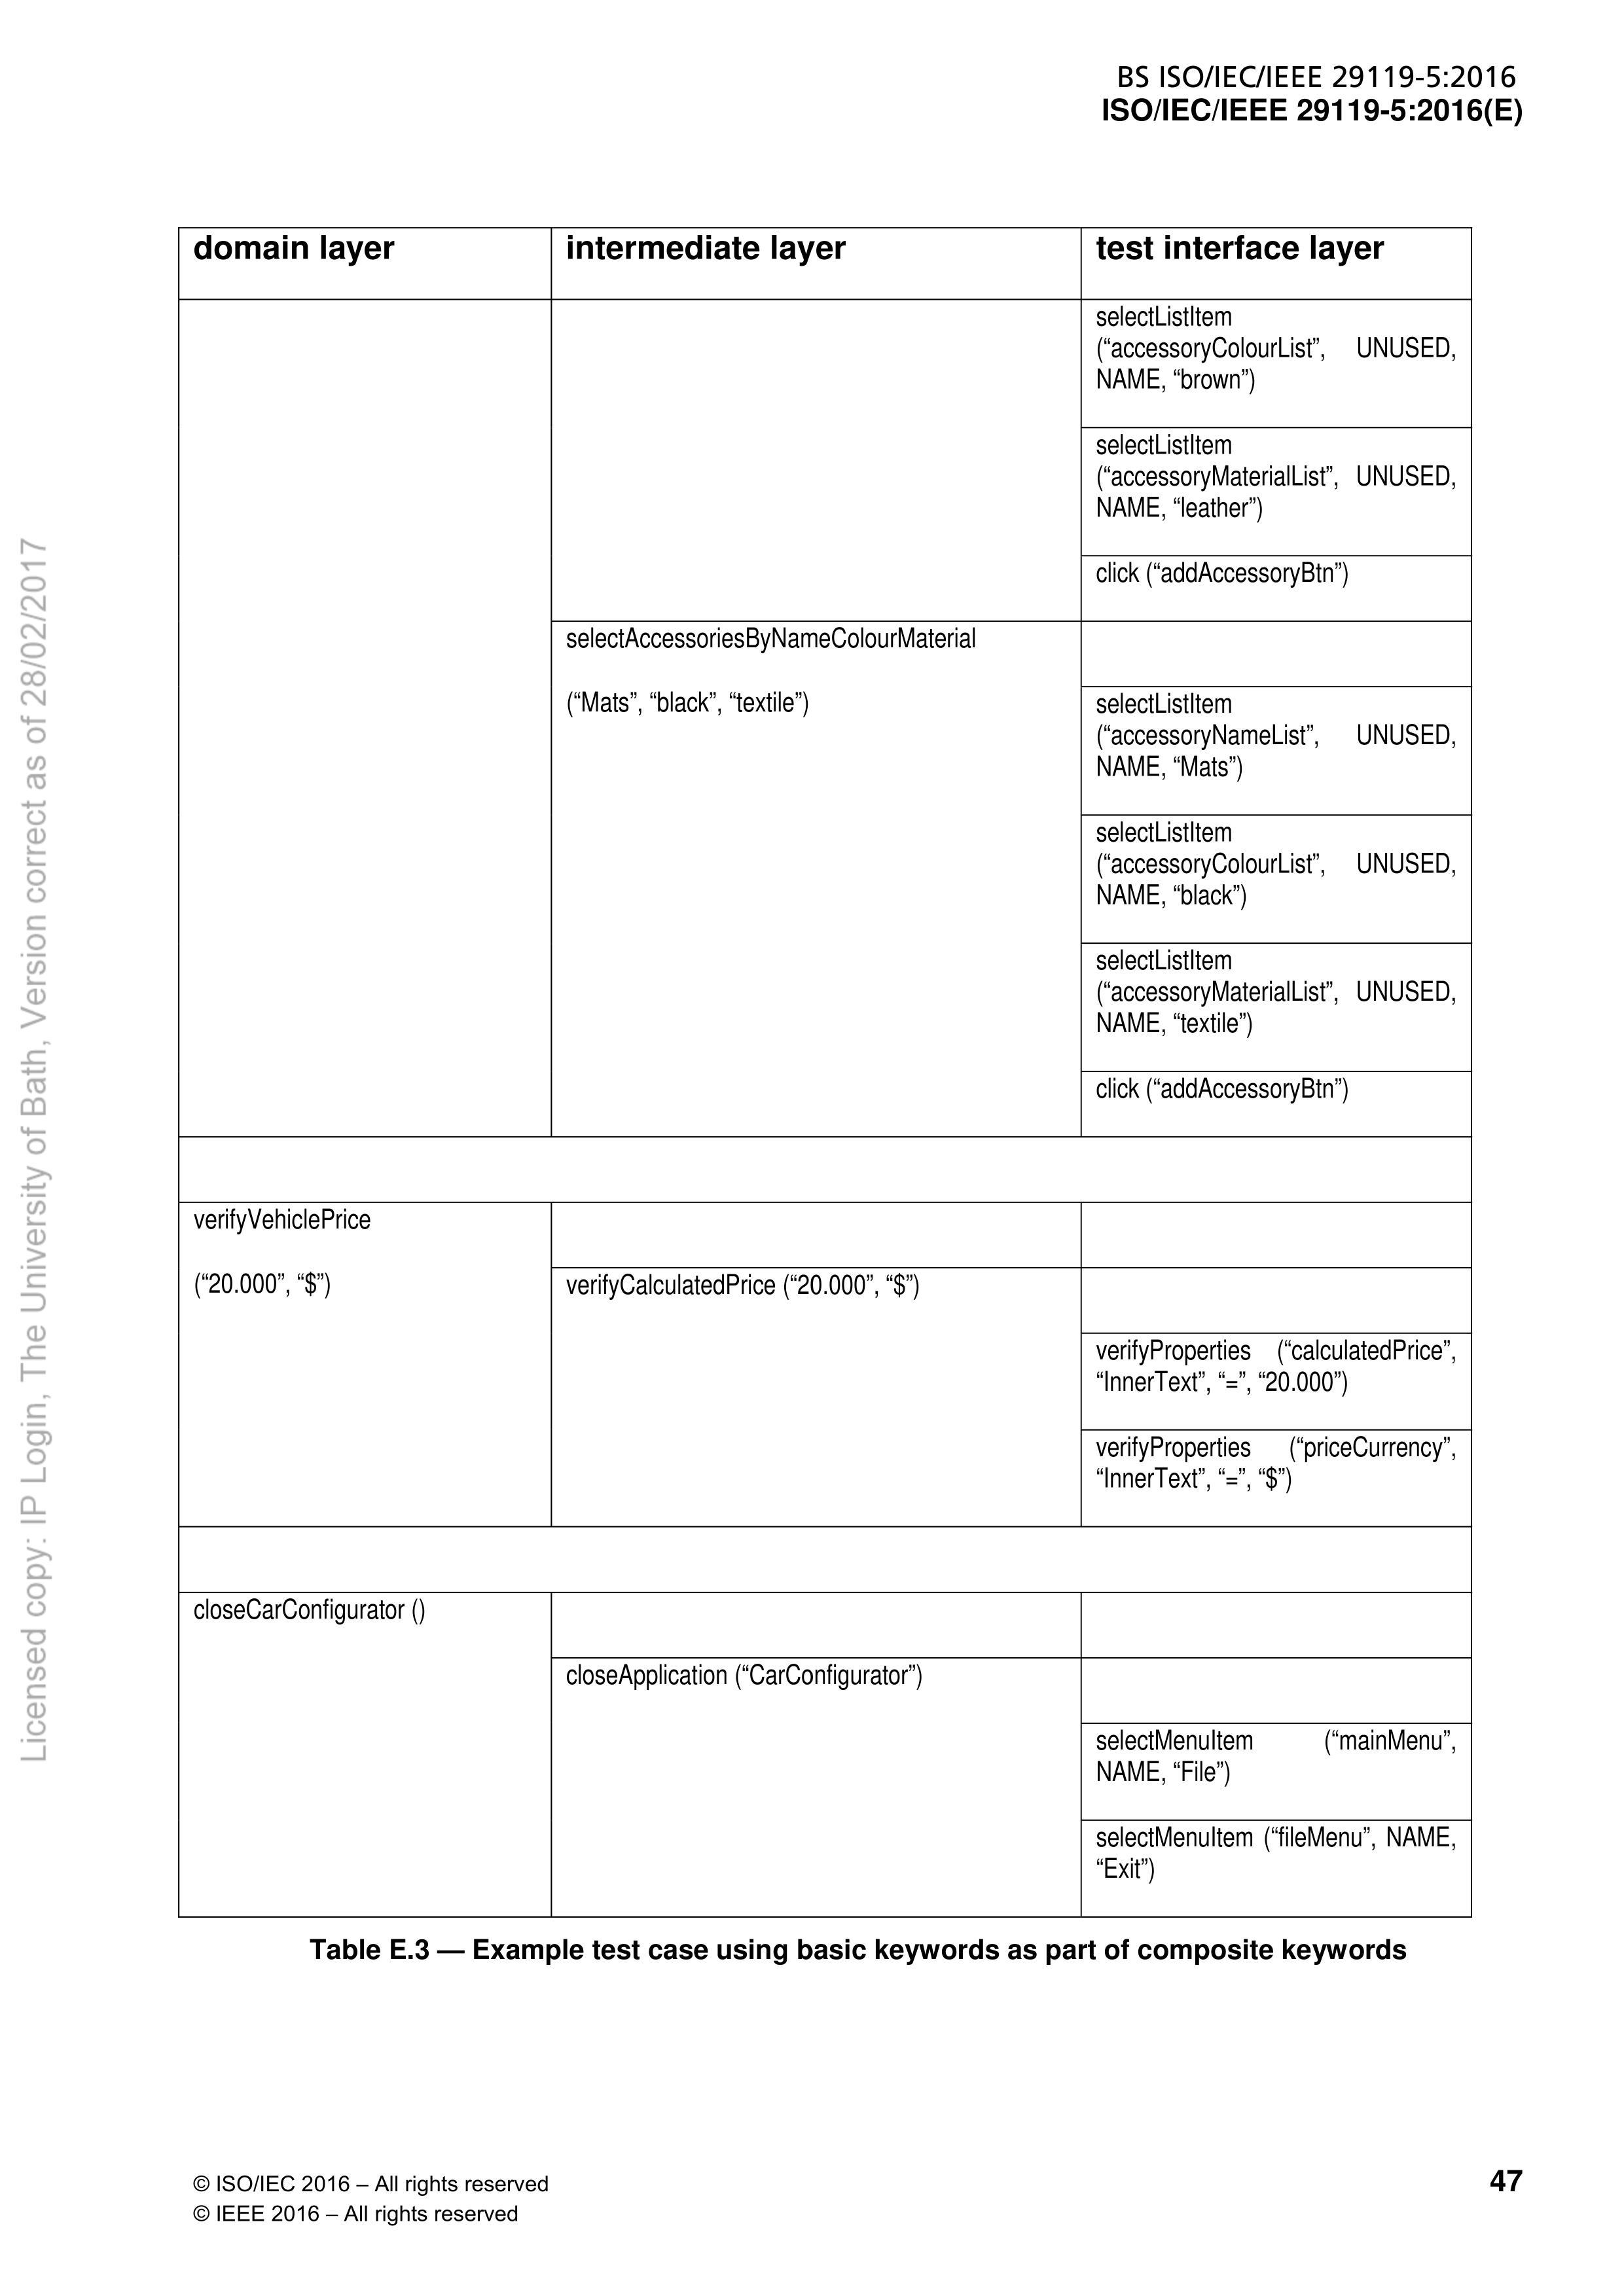 BS ISO/IEC/IEEE 29119-5:2016
ISO/IEC/IEEE 29119-5:2016(E)
domain layer
intermediate layer
test interface layer
selectListItem
(“accessoryColourList”, UNUSED,
NAME, “brown”)
selectListItem
(“accessoryMaterialList”, UNUSED,
NAME, “leather”)
click (“addAccessoryBtn”)
selectAccessoriesByNameColourMaterial
(“Mats”, “black”, “textile”)
selectListItem
(“accessoryNameList”, UNUSED,
NAME, “Mats”)
selectListItem
(“accessoryColourList”, UNUSED,
NAME, “black”)
selectListItem
(“accessoryMaterialList”, UNUSED,
NAME, “textile”)
click (“addAccessoryBtn”)
verifyVehiclePrice
(“20.000”, “$”)
verifyCalculatedPrice (“20.000”, “$”)
verifyProperties (“calculatedPrice”,
“InnerText”, “=”, “20.000”)
verifyProperties (“priceCurrency”,
“InnerText”, “=”, “$”)
closeCarConfigurator ()
closeApplication (“CarConfigurator”)
selectMenuItem (“mainMenu”,
NAME, “File”)
selectMenuItem (“fileMenu”, NAME,
“Exit”)
Table E.3 — Example test case using basic keywords as part of composite keywords
© ISO/IEC 2016 – All rights reserved
© IEEE 2016 – All rights reserved
47
Licensed copy: IP Login, The University of Bath, Version correct as of 28/02/2017